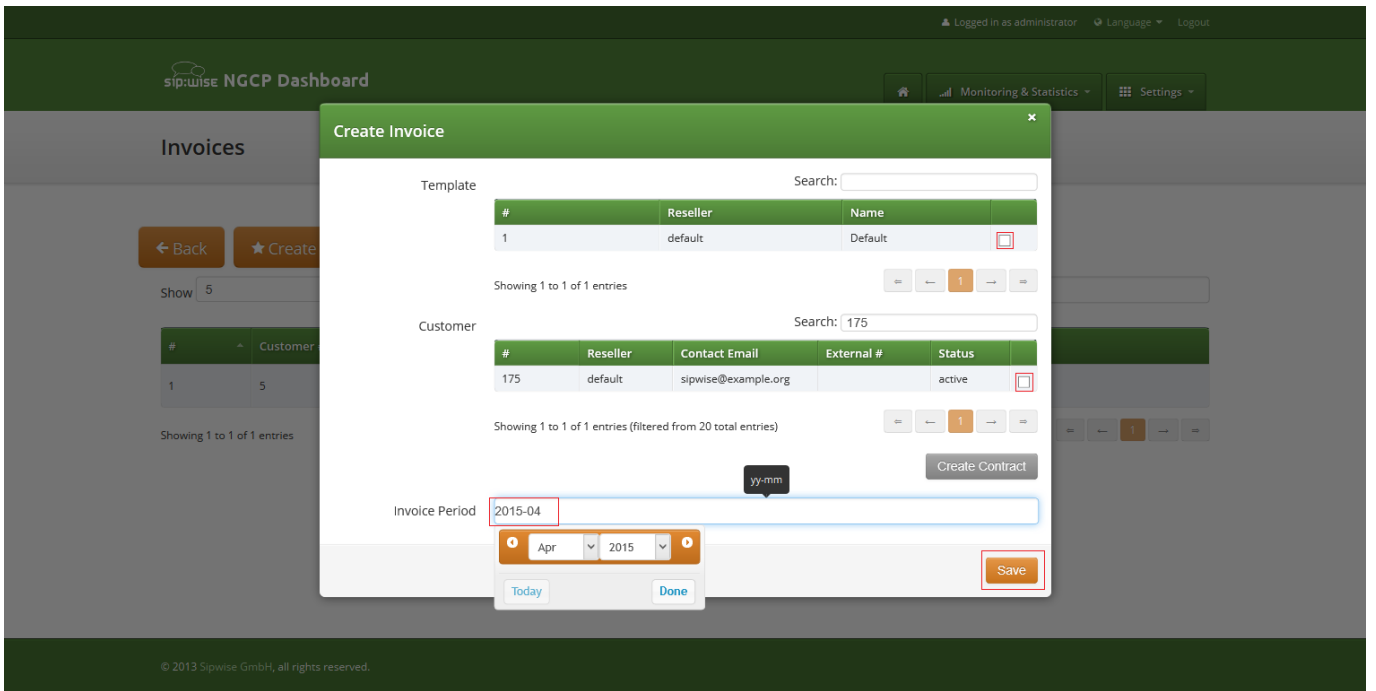 Logged in as administrator Language Logout
sip:wise NGCP Dashboard
Monitoring & Statistics Settings
Create Invoice ×
Invoices
Template Search:
# Reseller Name
1 default Default
Back Create
Showing 1 to 1 of 1 entries ⇐ ← 1 → ⇒
Show 5
Customer Search: 175
# Customer
# Reseller Contact Email External # Status
175 default sipwise@example.org active
1 5
Showing 1 to 1 of 1 entries (filtered from 20 total entries) ⇐ ← 1 → ⇒
Showing 1 to 1 of 1 entries ⇐ ← 1 → ⇒
Create Contract
yy-mm
Invoice Period 2015-04
Apr 2015
Save
Today Done
© 2013 Sipwise GmbH, all rights reserved.